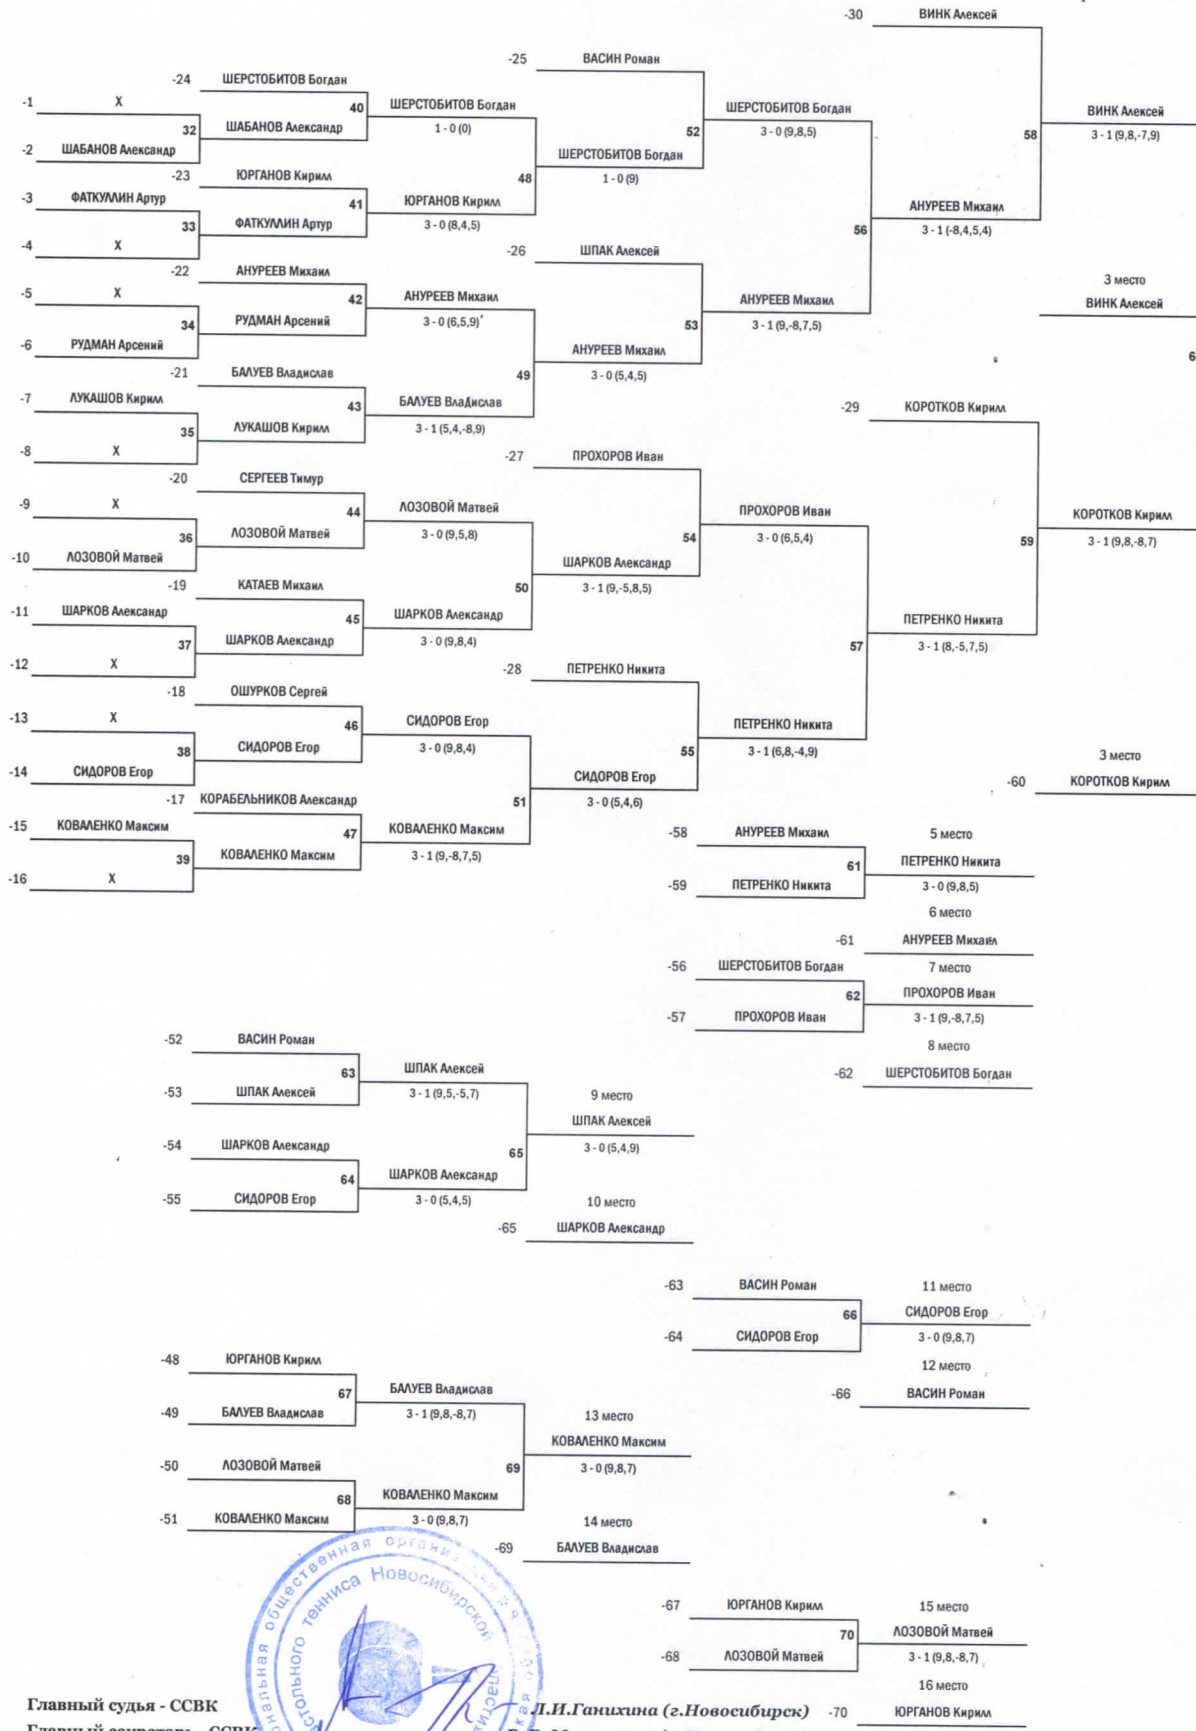 -30 ВИНК Алексей
-25 ВАСИН Роман
-24 ШЕРСТОБИТОВ Богдан
-1 X
40 ШЕРСТОБИТОВ Богдан
ШЕРСТОБИТОВ Богдан
ВИНК Алексей
32 ШАБАНОВ Александр
1 - 0 (0)
52 3 - 0 (9,8,5)
58 3 - 1 (9,8,-7,9)
-2 ШАБАНОВ Александр
ШЕРСТОБИТОВ Богдан
-23 ЮРГАНОВ Кирилл
48 1 - 0 (9)
-3 ФАТКУЛЛИН Артур
41 ЮРГАНОВ Кирилл
АНУРЕЕВ Михаил
33 ФАТКУЛЛИН Артур
3 - 0 (8,4,5)
56 3 - 1 (-8,4,5,4)
-4 X
-26 ШПАК Алексей
-22 АНУРЕЕВ Михаил
3 место
-5 X
42 АНУРЕЕВ Михаил
АНУРЕЕВ Михаил
ВИНК Алексей
34 РУДМАН Арсений
3 - 0 (6,5,9)
53 3 - 1 (9,-8,7,5)
-6 РУДМАН Арсений
АНУРЕЕВ Михаил
6
-21 БАЛУЕВ Владислав
49 3 - 0 (5,4,5)
-7 ЛУКАШОВ Кирилл
43 БАЛУЕВ Владислав
-29 КОРОТКОВ Кирилл
35 ЛУКАШОВ Кирилл
3 - 1 (5,4,-8,9)
-8 X
-27 ПРОХОРОВ Иван
-20 СЕРГЕЕВ Тимур
-9 X
44 ЛОЗОВОЙ Матвей
ПРОХОРОВ Иван
КОРОТКОВ Кирилл
36 ЛОЗОВОЙ Матвей
3 - 0 (9,5,8)
54 3 - 0 (6,5,4)
59 3 - 1 (9,8,-8,7)
-10 ЛОЗОВОЙ Матвей
ШАРКОВ Александр
-19 КАТАЕВ Михаил
50 3 - 1 (9,-5,8,5)
-11 ШАРКОВ Александр
45 ШАРКОВ Александр
ПЕТРЕНКО Никита
37 ШАРКОВ Александр
3 - 0 (9,8,4)
57 3 - 1 (8,-5,7,5)
-12 X
-28 ПЕТРЕНКО Никита
-18 ОШУРКОВ Сергей
-13 X
46 СИДОРОВ Егор
ПЕТРЕНКО Никита
38 СИДОРОВ Егор
3 - 0 (9,8,4)
55 3 - 1 (6,8,-4,9)
3 место
-14 СИДОРОВ Егор
СИДОРОВ Егор
-60 КОРОТКОВ Кирилл
-17 КОРАБЕЛЬНИКОВ Александр
51 3 - 0 (5,4,6)
-15 КОВАЛЕНКО Максим
47 КОВАЛЕНКО Максим
-58 АНУРЕЕВ Михаил
5 место
39 КОВАЛЕНКО Максим
3 - 1 (9,-8,7,5)
61 ПЕТРЕНКО Никита
-16 X
-59 ПЕТРЕНКО Никита
3 - 0 (9,8,5)
6 место
-61 АНУРЕЕВ Михаил
-56 ШЕРСТОБИТОВ Богдан
7 место
62 ПРОХОРОВ Иван
-57 ПРОХОРОВ Иван
3 - 1 (9,-8,7,5)
8 место
-62 ШЕРСТОБИТОВ Богдан
-52 ВАСИН Роман
63 ШПАК Алексей
-53 ШПАК Алексей
3 - 1 (9,5,-5,7)
9 место
ШПАК Алексей
-54 ШАРКОВ Александр
65 3 - 0 (5,4,9)
64 ШАРКОВ Александр
-55 СИДОРОВ Егор
3 - 0 (5,4,5)
10 место
-65 ШАРКОВ Александр
-63 ВАСИН Роман
11 место
66 СИДОРОВ Егор
-64 СИДОРОВ Егор
3 - 0 (9,8,7)
12 место
-66 ВАСИН Роман
-48 ЮРГАНОВ Кирилл
67 БАЛУЕВ Владислав
-49 БАЛУЕВ Владислав
3 - 1 (9,8,-8,7)
13 место
КОВАЛЕНКО Максим
-50 ЛОЗОВОЙ Матвей
69 3 - 0 (9,8,7)
68 КОВАЛЕНКО Максим
-51 КОВАЛЕНКО Максим
3 - 0 (9,8,7)
14 место
-69 БАЛУЕВ Владислав
-67 ЮРГАНОВ Кирилл
15 место
70 ЛОЗОВОЙ Матвей
-68 ЛОЗОВОЙ Матвей
3 - 1 (9,8,-8,7)
16 место
-70 ЮРГАНОВ Кирилл
общественная
тенниса Новосибирской
Главный судья - ССВК
Л.И.Ганихина (г.Новосибирск)
Главный секретарь - ССВК